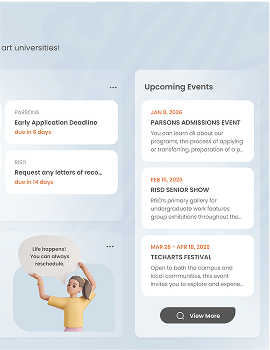 art universities!
PARSONS
Early Application Deadline
due in 6 days
RISD
Request any letters of reco...
due in 14 days
Life happens!
You can always
reschedule.
Upcoming Events
JAN 8, 2026
PARSONS ADMISSIONS EVENT
You can learn all about our
programs, the process of applying
or transferring, preparation of a p...
FEB 15, 2026
RISD SENIOR SHOW
RISD's primary gallery for
undergraduate work features
group exhibitions throughout the...
MAR 28 - APR 18, 2026
TECHARTS FESTIVAL
Open to both the campus and
local communities, this event
invites you to explore and experie...
View More